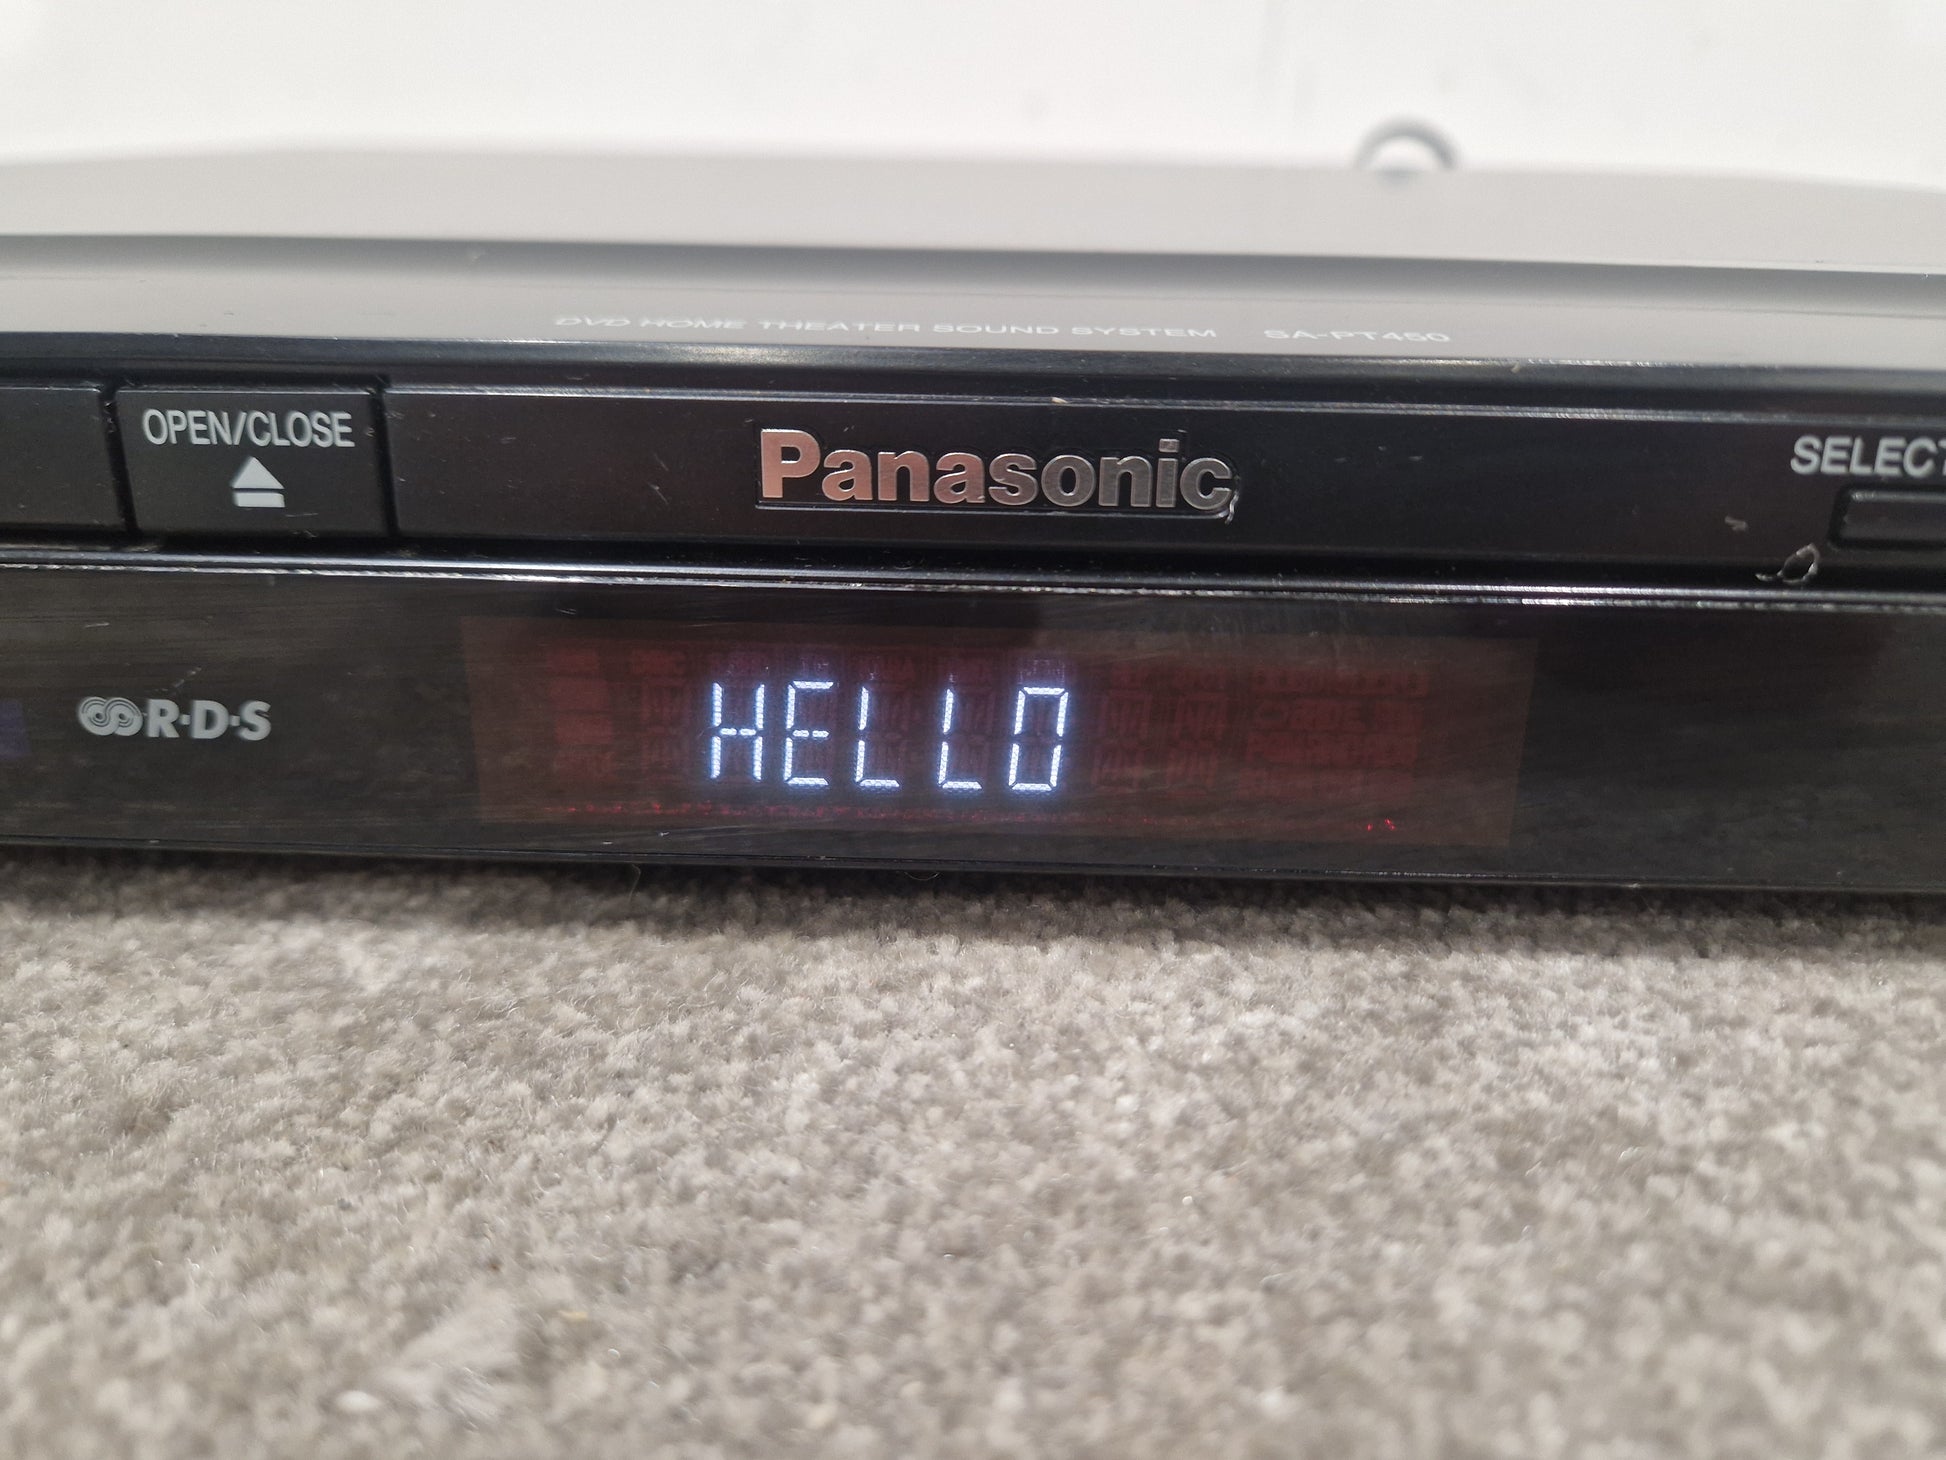 DVD HOME THEATER SOUND SYSTEM SA-PT450
OPEN/CLOSE
Panasonic
SELECT
R·D·S
HELLO